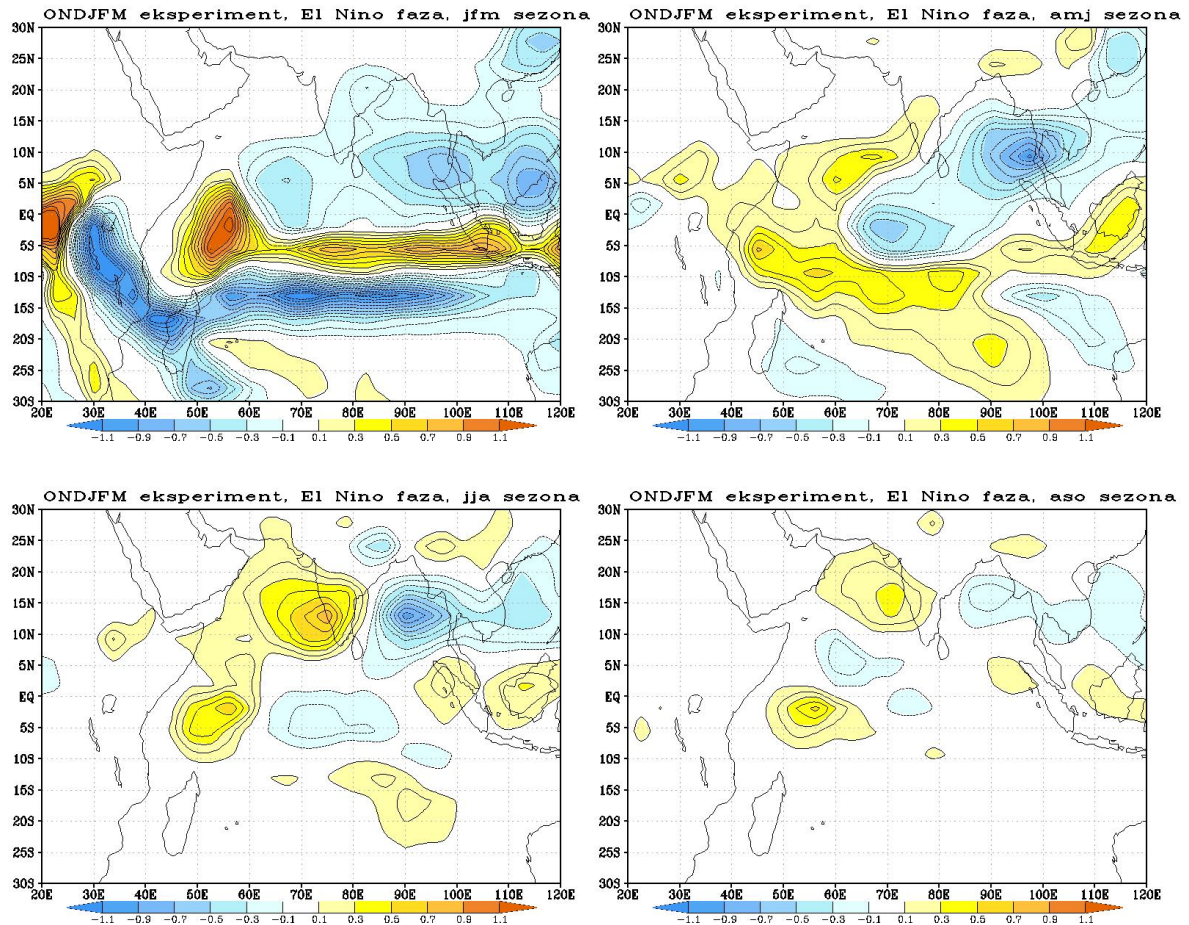 ONDJFM eksperiment, El Nino faza, jfm sezona
30N
25N
20N
15N
10N
5N
EQ
5S
10S
15S
20S
25S
30S
20E 30E 40E 50E 60E 70E 80E 90E 100E 110E 120E
-1.1 -0.9 -0.7 -0.5 -0.3 -0.1 0.1 0.3 0.5 0.7 0.9 1.1
ONDJFM eksperiment, El Nino faza, amj sezona
30N
25N
20N
15N
10N
5N
EQ
5S
10S
15S
20S
25S
30S
20E 30E 40E 50E 60E 70E 80E 90E 100E 110E 120E
-1.1 -0.9 -0.7 -0.5 -0.3 -0.1 0.1 0.3 0.5 0.7 0.9 1.1
ONDJFM eksperiment, El Nino faza, jja sezona
30N
25N
20N
15N
10N
5N
EQ
5S
10S
15S
20S
25S
30S
20E 30E 40E 50E 60E 70E 80E 90E 100E 110E 120E
-1.1 -0.9 -0.7 -0.5 -0.3 -0.1 0.1 0.3 0.5 0.7 0.9 1.1
ONDJFM eksperiment, El Nino faza, aso sezona
30N
25N
20N
15N
10N
5N
EQ
5S
10S
15S
20S
25S
30S
20E 30E 40E 50E 60E 70E 80E 90E 100E 110E 120E
-1.1 -0.9 -0.7 -0.5 -0.3 -0.1 0.1 0.3 0.5 0.7 0.9 1.1